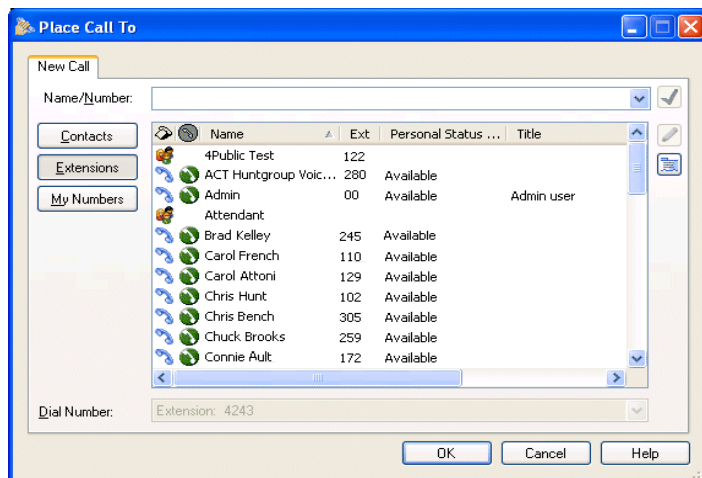 Place Call To
New Call
Name/Number:
Contacts
Extensions
My Numbers
Name Ext Personal Status ... Title
4Public Test 122
ACT Huntgroup Voic... 280 Available
Admin 00 Available Admin user
Attendant
Brad Kelley 245 Available
Carol French 110 Available
Carol Attoni 129 Available
Chris Hunt 102 Available
Chris Bench 305 Available
Chuck Brooks 259 Available
Connie Ault 172 Available
Dial Number: Extension: 4243
OK Cancel Help